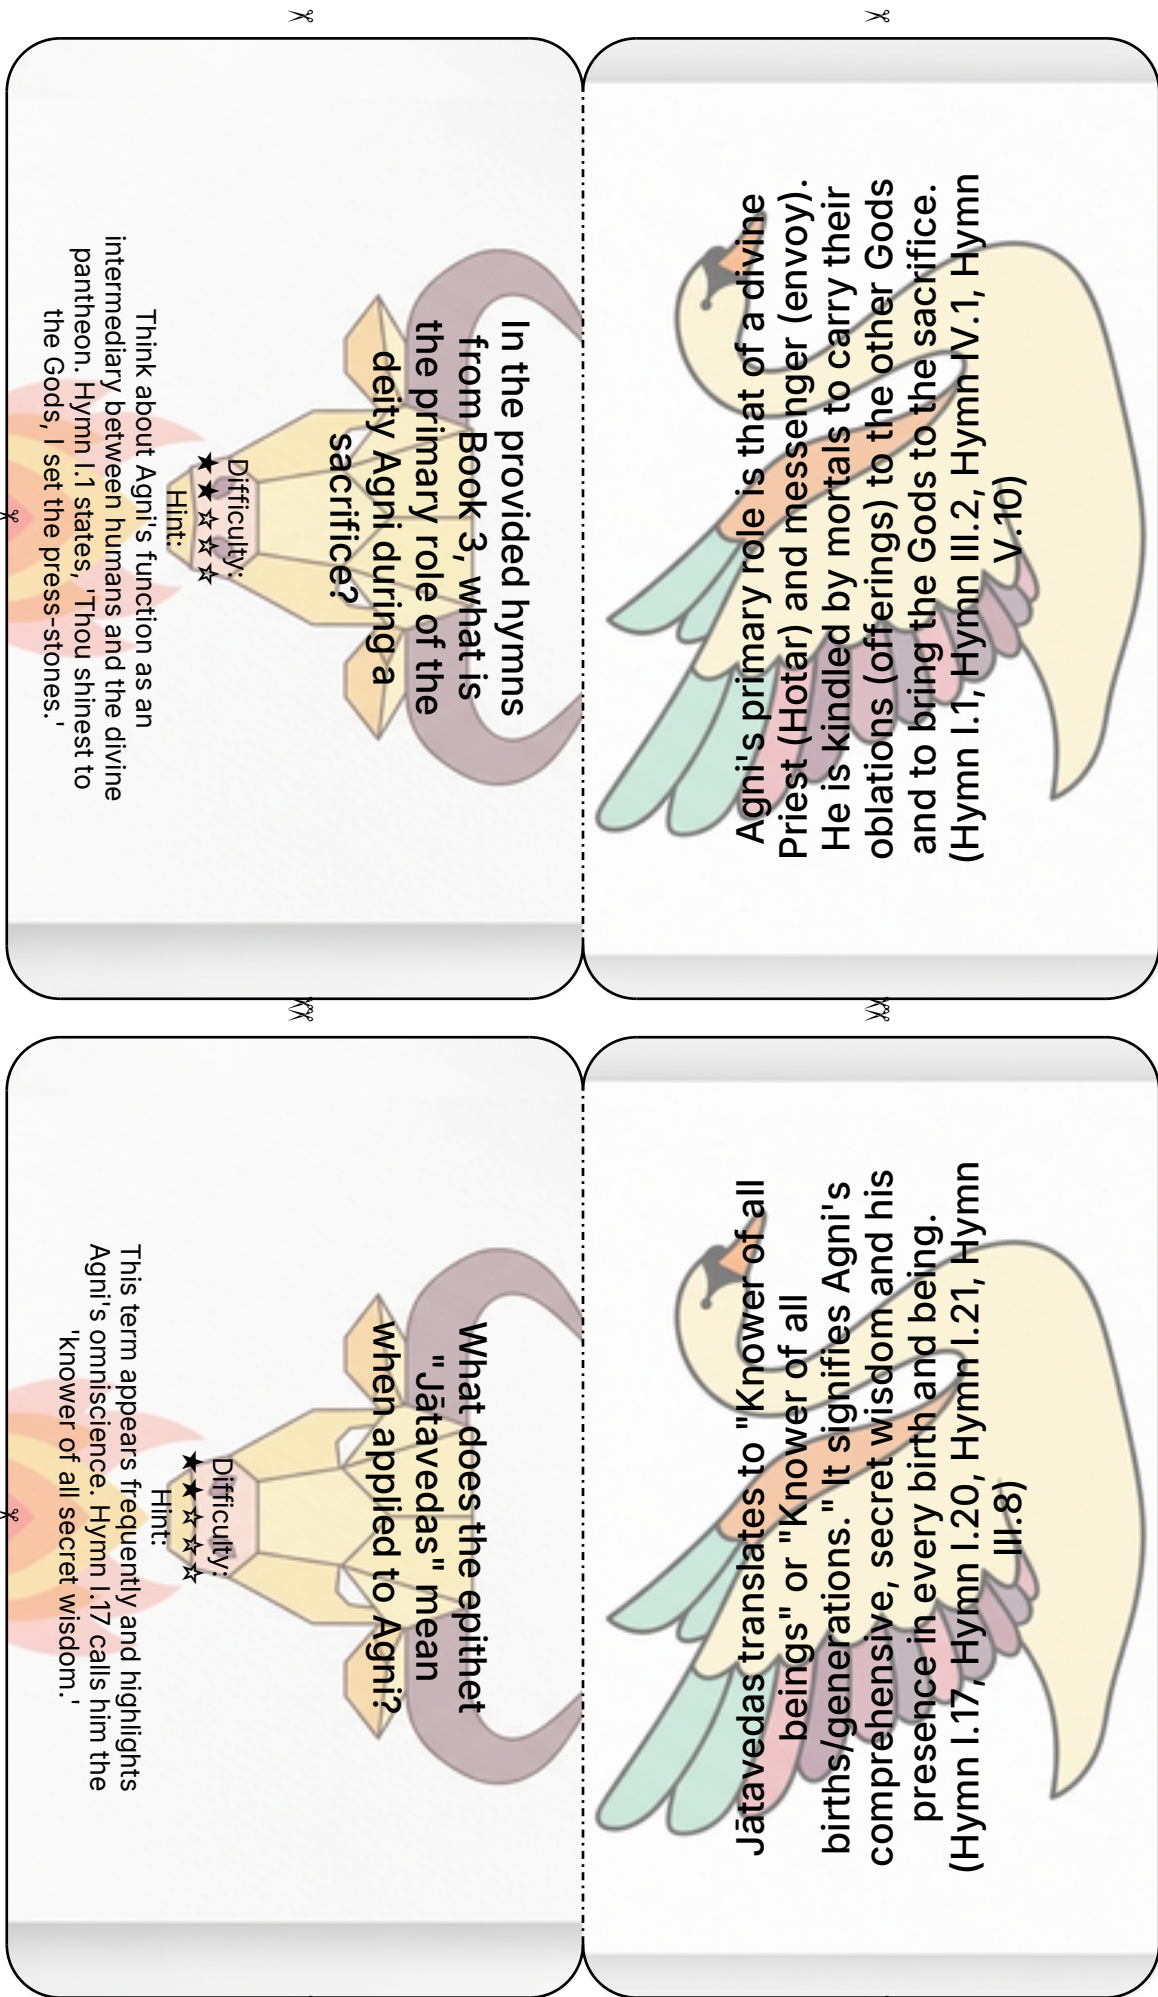 In the provided hymns
from Book 3, what is
the primary role of the
deity Agni during a
sacrifice?
Difficulty:
★★☆☆☆
Hint:
Think about Agni's function as an
intermediary between humans and the divine
pantheon. Hymn I.1 states, 'Thou shinest to
the Gods, I set the press-stones.'
Agni's primary role is that of a divine
Priest (Hotar) and messenger (envoy).
He is kindled by mortals to carry their
oblations (offerings) to the other Gods
and to bring the Gods to the sacrifice.
(Hymn I.1, Hymn III.2, Hymn IV.1, Hymn
V.10)
What does the epithet
"Jātavedas" mean
when applied to Agni?
Difficulty:
★★☆☆☆
Hint:
This term appears frequently and highlights
Agni's omniscience. Hymn I.17 calls him the
'knower of all secret wisdom.'
Jātavedas translates to "Knower of all
beings" or "Knower of all
births/generations." It signifies Agni's
comprehensive, secret wisdom and his
presence in every birth and being.
(Hymn I.17, Hymn I.20, Hymn I.21, Hymn
III.8)